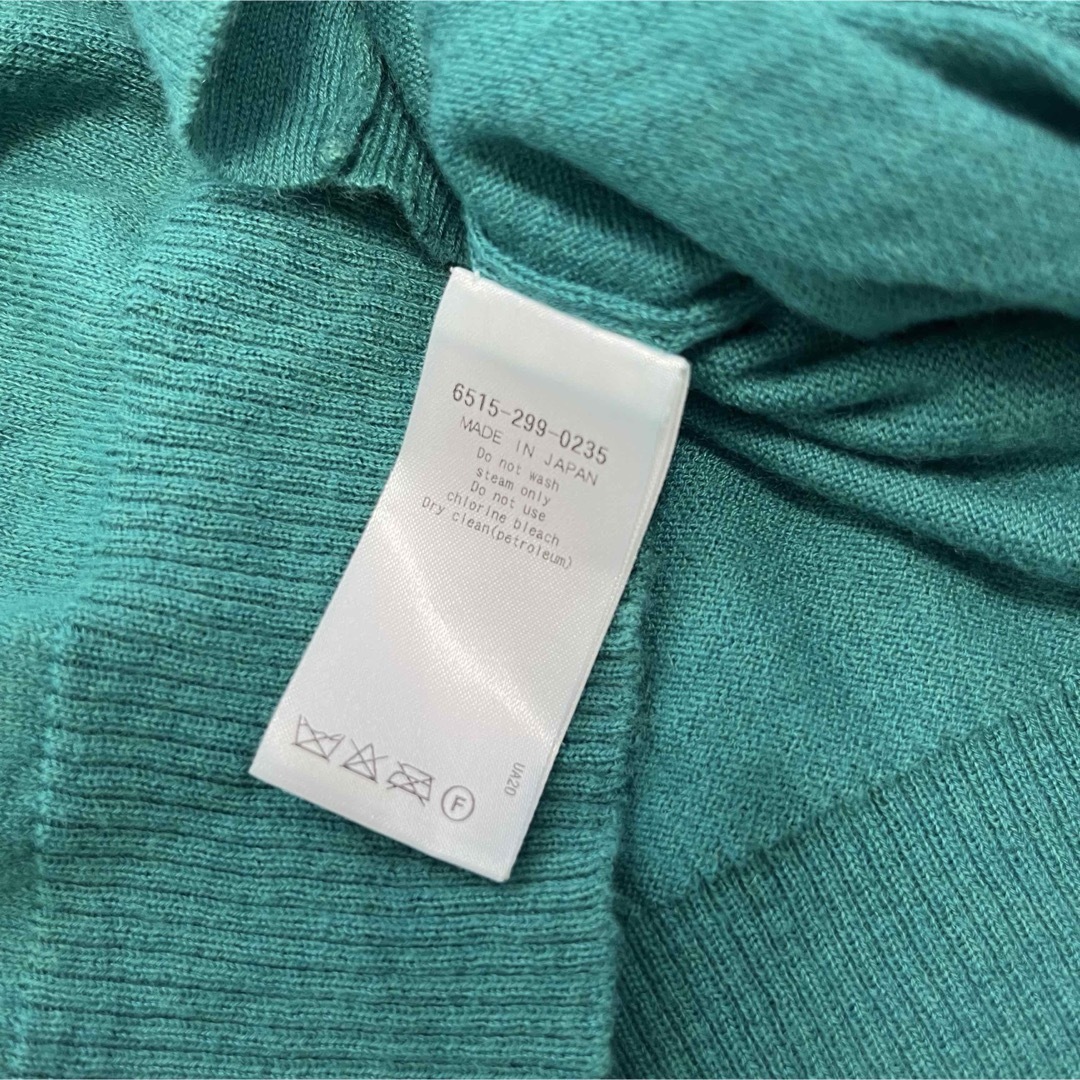 6515-299-0235
MADE IN JAPAN
Do not wash
steam only
Do not use
chlorine bleach
Dry clean(petroleum)
F
UA20